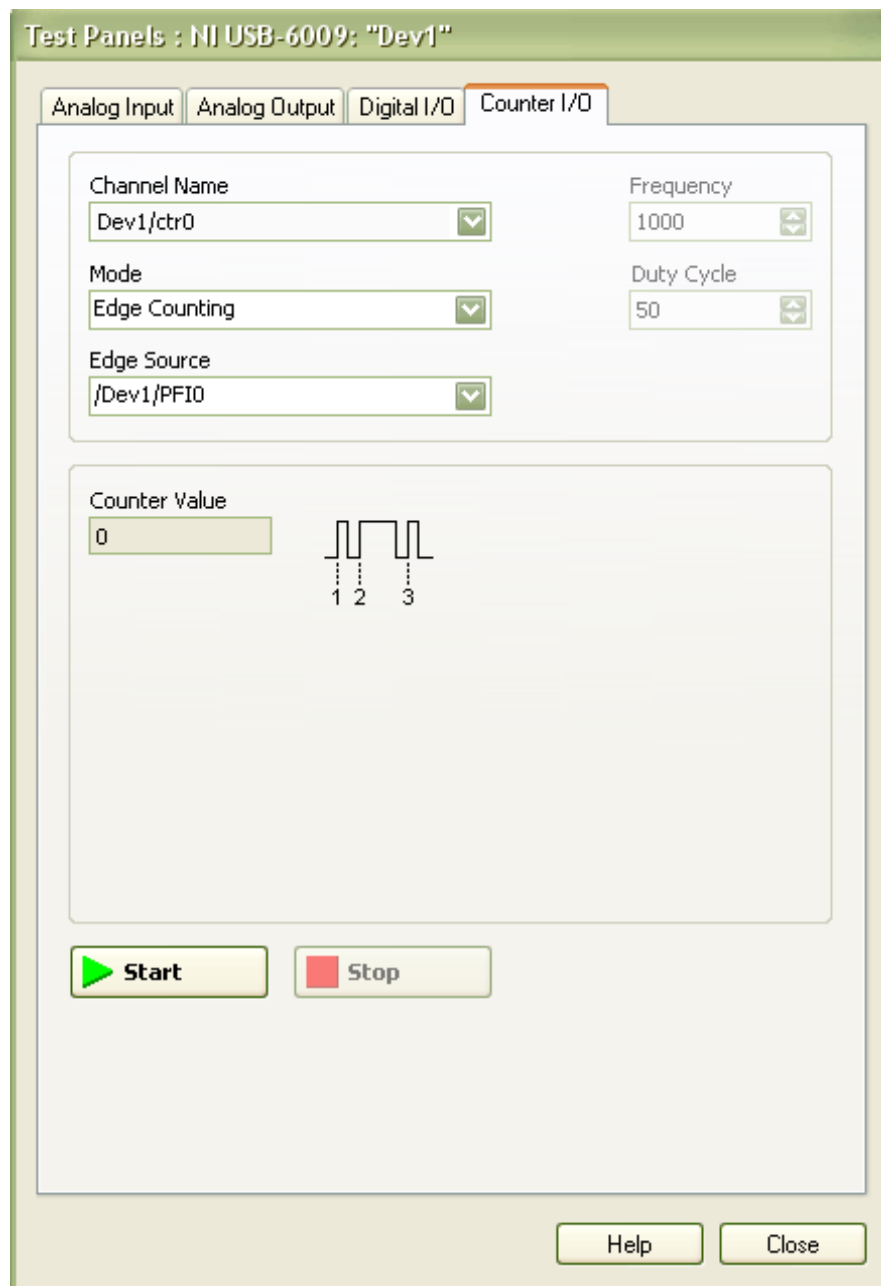 Test Panels : NI USB-6009: "Dev1"
Analog Input Analog Output Digital I/O Counter I/O
Channel Name
Dev1/ctr0
Frequency
1000
Mode
Edge Counting
Duty Cycle
50
Edge Source
/Dev1/PFI0
Counter Value
0
1 2 3
Start Stop
Help Close